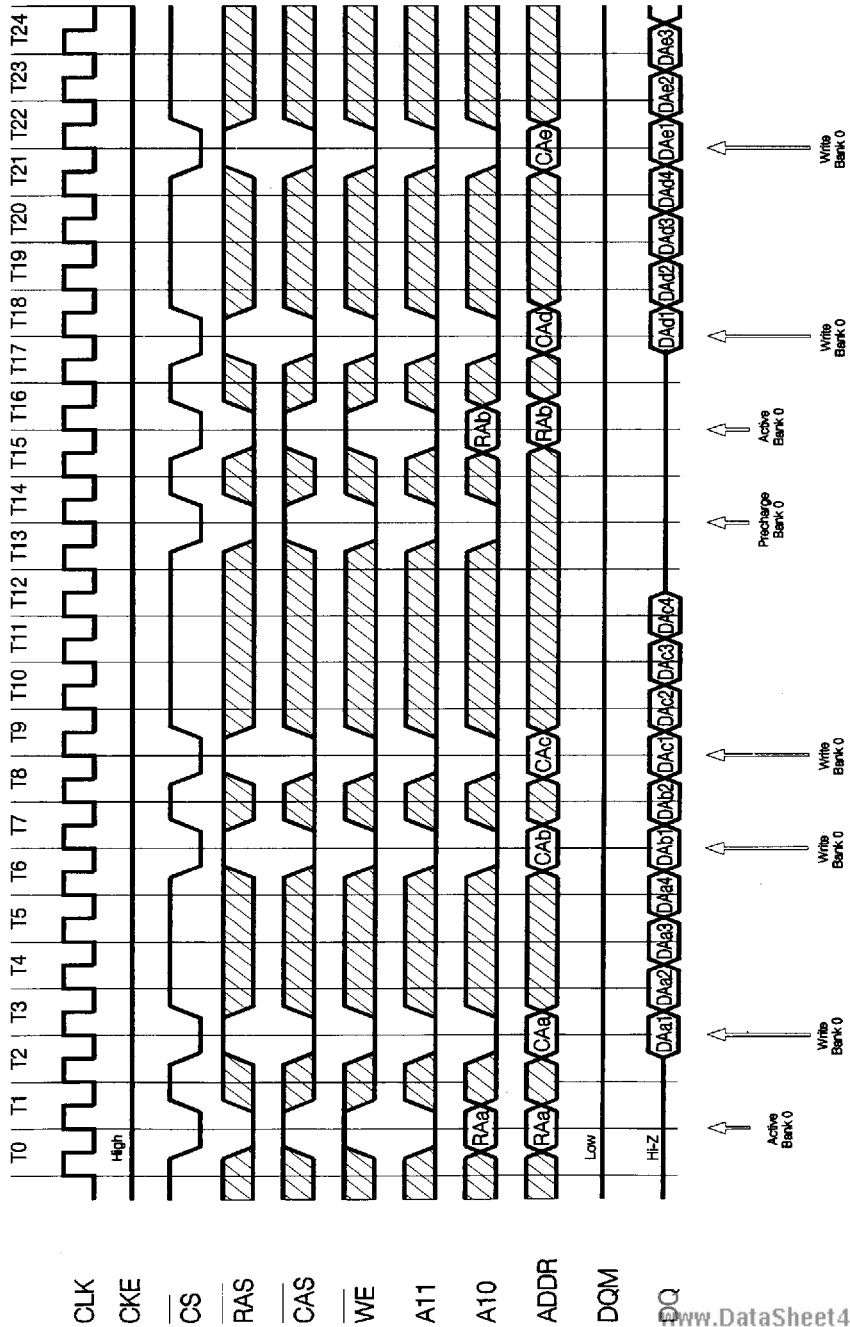 T0 T1 T2 T3 T4 T5 T6 T7 T8 T9 T10 T11 T12 T13 T14 T15 T16 T17 T18 T19 T20 T21 T22 T23 T24
CLK
CKE High
CS
RAS
CAS
WE
A11
A10 RAa RAb
ADDR RAa CAa CAb CAc RAb CAd CAe
DQM Low
DQ Hi-Z DAa1 DAa2 DAa3 DAa4 DAb1 DAb2 DAc1 DAc2 DAc3 DAc4 DAd1 DAd2 DAd3 DAd4 DAe1 DAe2 DAe3
Active
Bank 0
Write
Bank 0
Write
Bank 0
Write
Bank 0
Precharge
Bank 0
Active
Bank 0
Write
Bank 0
Write
Bank 0
www.DataSheet4